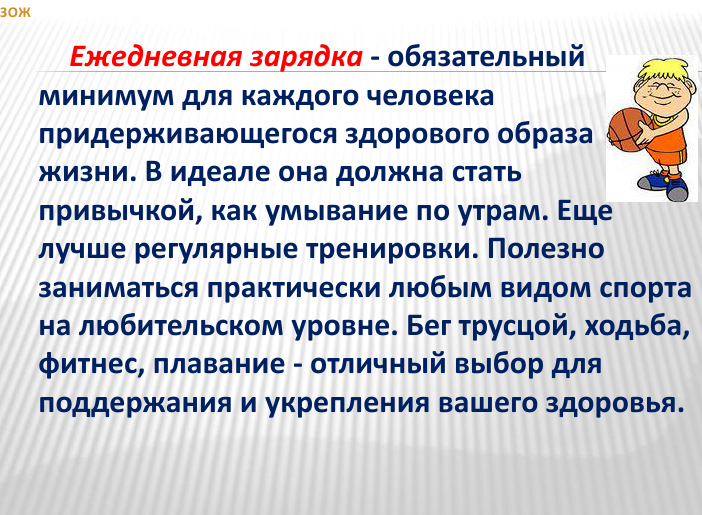 ЗОЖ
Ежедневная зарядка - обязательный
минимум для каждого человека
придерживающегося здорового образа
жизни. В идеале она должна стать
привычкой, как умывание по утрам. Еще
лучше регулярные тренировки. Полезно
заниматься практически любым видом спорта
на любительском уровне. Бег трусцой, ходьба,
фитнес, плавание - отличный выбор для
поддержания и укрепления вашего здоровья.